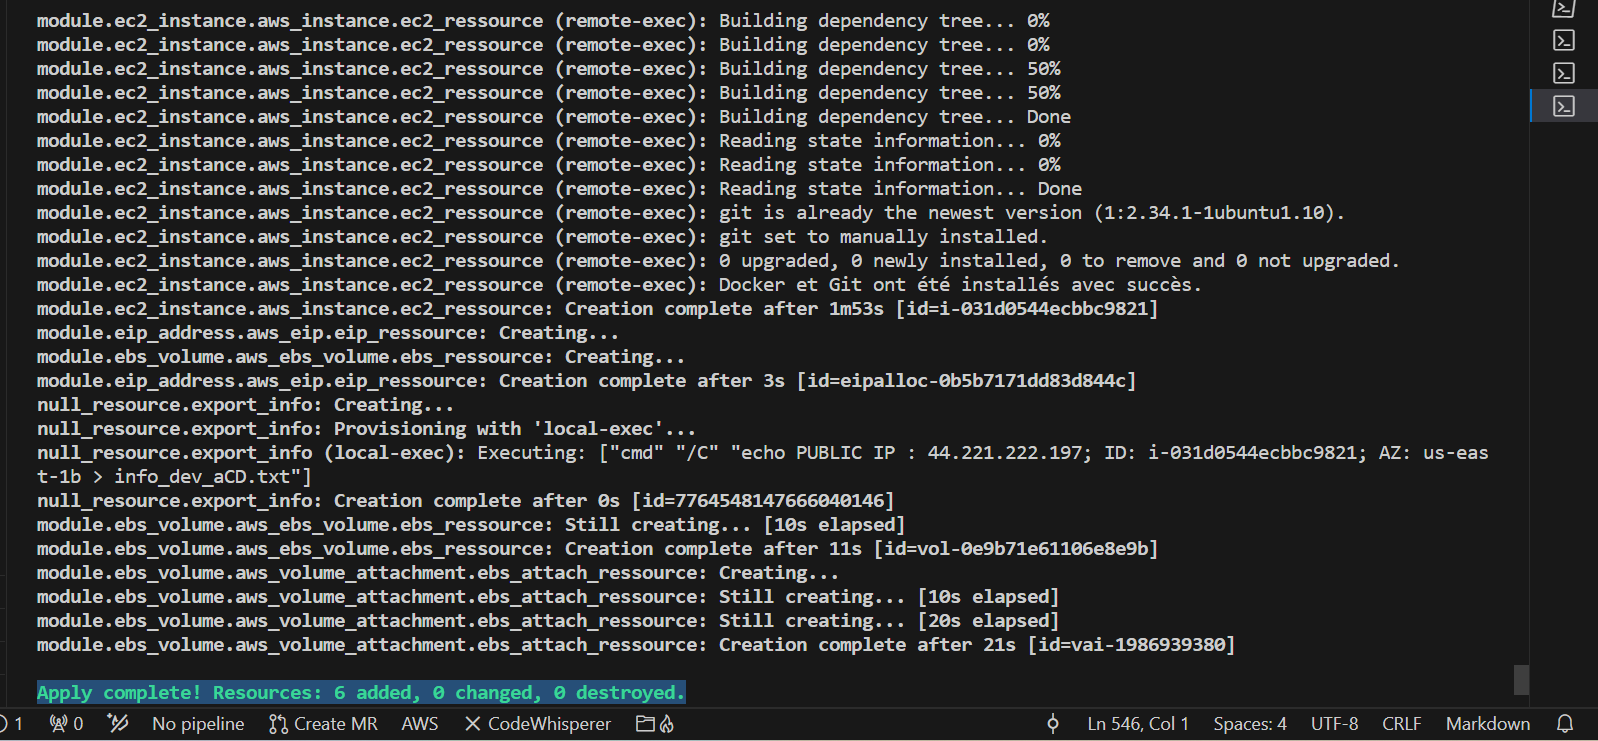 module.ec2_instance.aws_instance.ec2_ressource (remote-exec): Building dependency tree... 0%
module.ec2_instance.aws_instance.ec2_ressource (remote-exec): Building dependency tree... 0%
module.ec2_instance.aws_instance.ec2_ressource (remote-exec): Building dependency tree... 50%
module.ec2_instance.aws_instance.ec2_ressource (remote-exec): Building dependency tree... 50%
module.ec2_instance.aws_instance.ec2_ressource (remote-exec): Building dependency tree... Done
module.ec2_instance.aws_instance.ec2_ressource (remote-exec): Reading state information... 0%
module.ec2_instance.aws_instance.ec2_ressource (remote-exec): Reading state information... 0%
module.ec2_instance.aws_instance.ec2_ressource (remote-exec): Reading state information... Done
module.ec2_instance.aws_instance.ec2_ressource (remote-exec): git is already the newest version (1:2.34.1-1ubuntu1.10).
module.ec2_instance.aws_instance.ec2_ressource (remote-exec): git set to manually installed.
module.ec2_instance.aws_instance.ec2_ressource (remote-exec): 0 upgraded, 0 newly installed, 0 to remove and 0 not upgraded.
module.ec2_instance.aws_instance.ec2_ressource (remote-exec): Docker et Git ont été installés avec succès.
module.ec2_instance.aws_instance.ec2_ressource: Creation complete after 1m53s [id=i-031d0544ecbbc9821]
module.eip_address.aws_eip.eip_ressource: Creating...
module.ebs_volume.aws_ebs_volume.ebs_ressource: Creating...
module.eip_address.aws_eip.eip_ressource: Creation complete after 3s [id=eipalloc-0b5b7171dd83d844c]
null_resource.export_info: Creating...
null_resource.export_info: Provisioning with 'local-exec'...
null_resource.export_info (local-exec): Executing: ["cmd" "/C" "echo PUBLIC IP : 44.221.222.197; ID: i-031d0544ecbbc9821; AZ: us-eas
t-1b > info_dev_aCD.txt"]
null_resource.export_info: Creation complete after 0s [id=7764548147666040146]
module.ebs_volume.aws_ebs_volume.ebs_ressource: Still creating... [10s elapsed]
module.ebs_volume.aws_ebs_volume.ebs_ressource: Creation complete after 11s [id=vol-0e9b71e61106e8e9b]
module.ebs_volume.aws_volume_attachment.ebs_attach_ressource: Creating...
module.ebs_volume.aws_volume_attachment.ebs_attach_ressource: Still creating... [10s elapsed]
module.ebs_volume.aws_volume_attachment.ebs_attach_ressource: Still creating... [20s elapsed]
module.ebs_volume.aws_volume_attachment.ebs_attach_ressource: Creation complete after 21s [id=vai-1986939380]
Apply complete! Resources: 6 added, 0 changed, 0 destroyed.
1 0 No pipeline Create MR AWS CodeWhisperer Ln 546, Col 1 Spaces: 4 UTF-8 CRLF Markdown